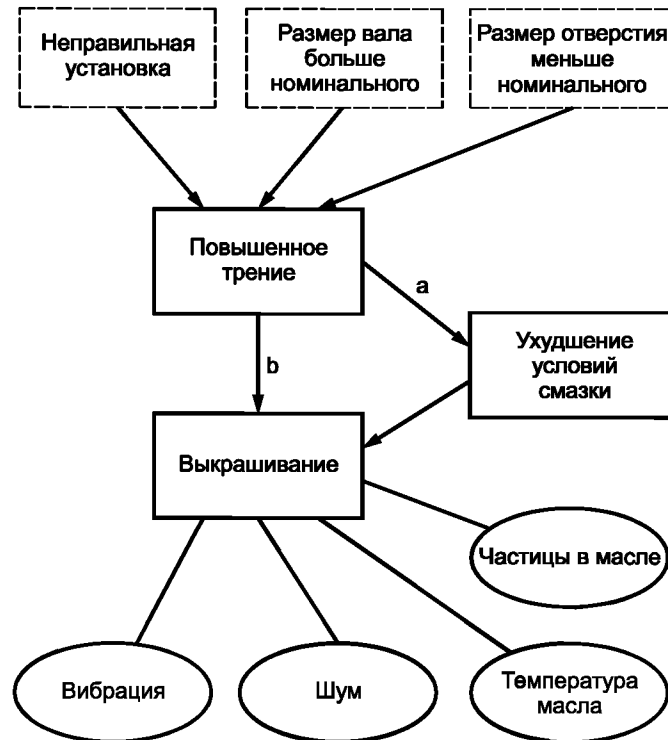 Неправильная
установка
Размер вала
больше
номинального
Размер отверстия
меньше
номинального
Повышенное
трение
a
Ухудшение
условий
смазки
b
Выкрашивание
Частицы в масле
Вибрация
Шум
Температура
масла